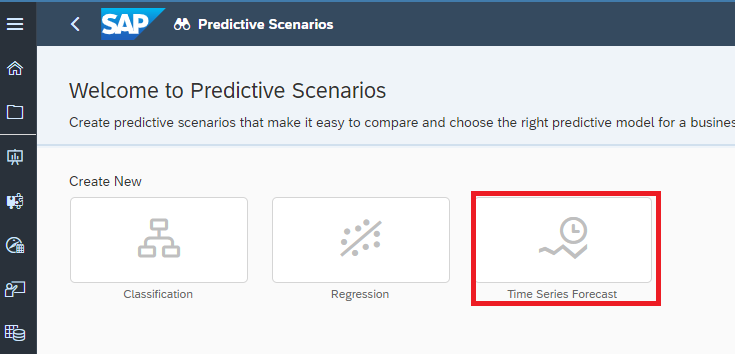 SAP Predictive Scenarios
Welcome to Predictive Scenarios
Create predictive scenarios that make it easy to compare and choose the right predictive model for a busines
Create New
Classification Regression Time Series Forecast